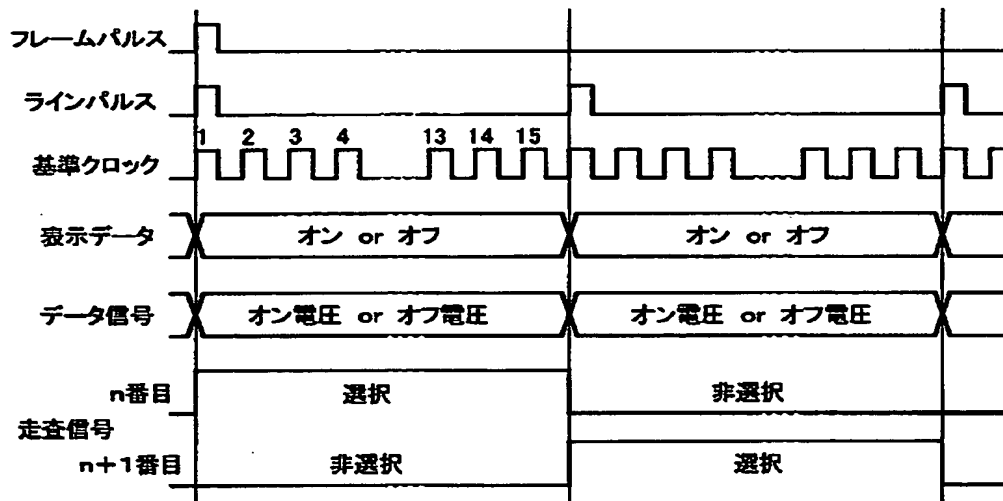 フレームパルス
ラインパルス
1 2 3 4 13 14 15
基準クロック
表示データ オン or オフ オン or オフ
データ信号 オン電圧 or オフ電圧 オン電圧 or オフ電圧
n番目 選択 非選択
走査信号
n+1番目 非選択 選択